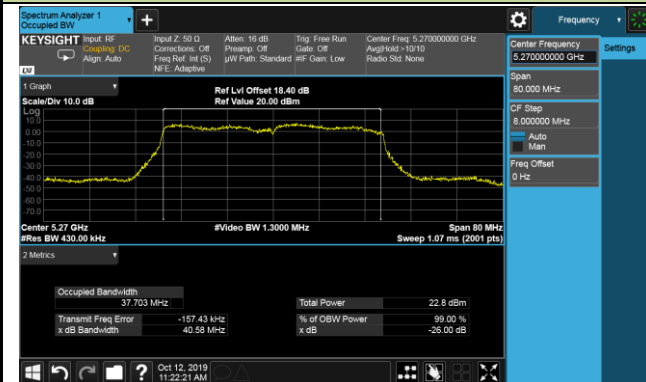 Spectrum Analyzer 1
Occupied BW
+
Frequency
KEYSIGHT
Input: RF
Coupling: DC
Align: Auto
Input Z: 50 Ω
Corrections: Off
Freq Ref: Int (S)
NFE: Adaptive
Atten: 16 dB
Preamp: Off
µW Path: Standard
Trig: Free Run
Gate: Off
#IF Gain: Low
Center Freq: 5.270000000 GHz
Avg|Hold:>10/10
Radio Std: None
LXI
Center Frequency
5.270000000 GHz
Settings
Span
80.000 MHz
CF Step
8.000000 MHz
Auto
Man
Freq Offset
0 Hz
1 Graph
Scale/Div 10.0 dB
Ref Lvl Offset 18.40 dB
Ref Value 20.00 dBm
Log
10.0
0.00
-10.0
-20.0
-30.0
-40.0
-50.0
-60.0
-70.0
Center 5.27 GHz
#Video BW 1.3000 MHz
Span 80 MHz
#Res BW 430.00 kHz
Sweep 1.07 ms (2001 pts)
2 Metrics
Occupied Bandwidth
37.703 MHz
Total Power 22.8 dBm
Transmit Freq Error -157.43 kHz
% of OBW Power 99.00 %
x dB Bandwidth 40.58 MHz
x dB -26.00 dB
?
Oct 12, 2019
11:22:21 AM